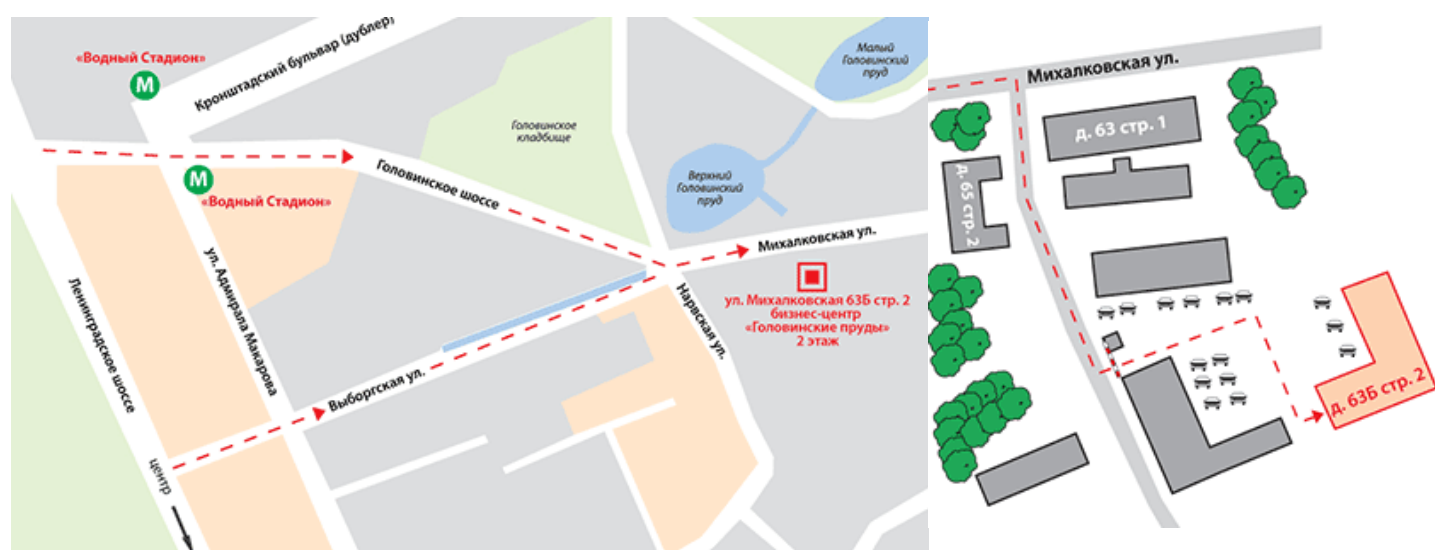 «Водный Стадион»
М
Кронштадский бульвар (дублер)
Малый
Головинский
пруд
Головинское
кладбище
Головинское шоссе
М
«Водный Стадион»
Верхний
Головинский
пруд
Михалковская ул.
ул. Михалковская 63Б стр. 2
бизнес-центр
«Головинские пруды»
2 этаж
Ленинградское шоссе
ул. Адмирала Макарова
Нарвская ул.
Выборгская ул.
центр
Михалковская ул.
д. 63 стр. 1
д. 65 стр. 2
д. 63Б стр. 2